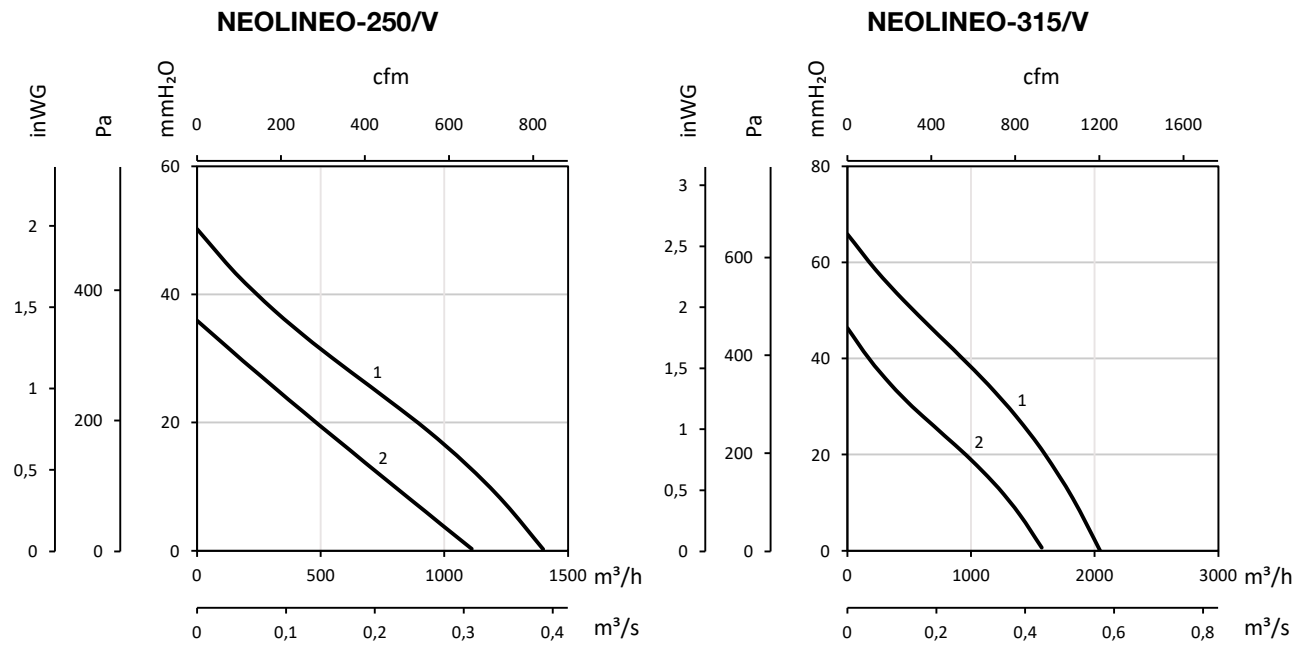 NEOLINEO-250/V
inWG
Pa
mmH₂O
cfm
0 200 400 600 800
2
1,5
1
0,5
0
400
200
0
60
40
20
0
1
2
0 500 1000 1500 m³/h
0 0,1 0,2 0,3 0,4 m³/s
NEOLINEO-315/V
inWG
Pa
mmH₂O
cfm
0 400 800 1200 1600
3
2,5
2
1,5
1
0,5
0
600
400
200
0
80
60
40
20
0
1
2
0 1000 2000 3000 m³/h
0 0,2 0,4 0,6 0,8 m³/s